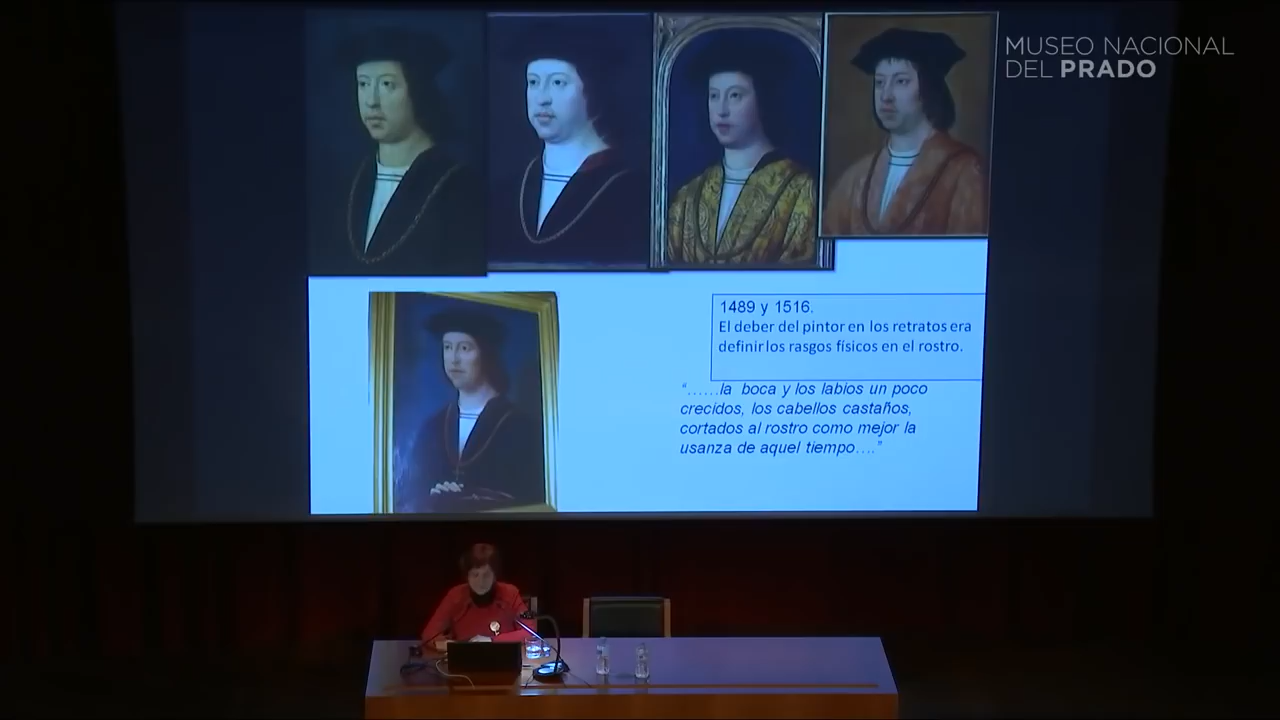 MUSEO NACIONAL
DEL PRADO
1489 y 1516.
El deber del pintor en los retratos era
definir los rasgos físicos en el rostro.
“……la boca y los labios un poco
crecidos, los cabellos castaños,
cortados al rostro como mejor la
usanza de aquel tiempo….”